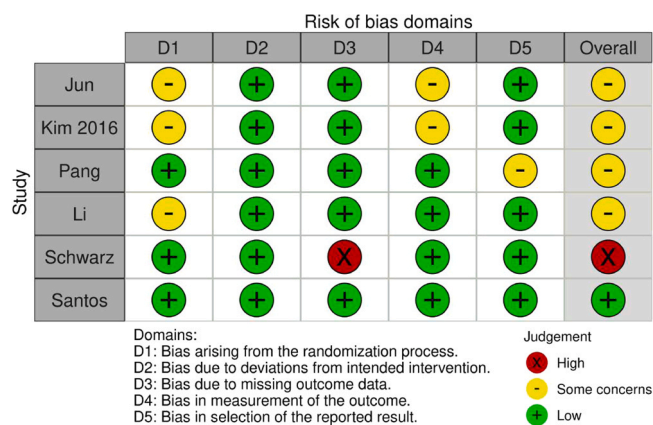 Risk of bias domains
D1 D2 D3 D4 D5 Overall
Study
Jun - + + - + -
Kim 2016 - + + - + -
Pang + + + + - -
Li - + + + + -
Schwarz + + X + + X
Santos + + + + + +
Domains:
D1: Bias arising from the randomization process.
D2: Bias due to deviations from intended intervention.
D3: Bias due to missing outcome data.
D4: Bias in measurement of the outcome.
D5: Bias in selection of the reported result.
Judgement
X High
- Some concerns
+ Low